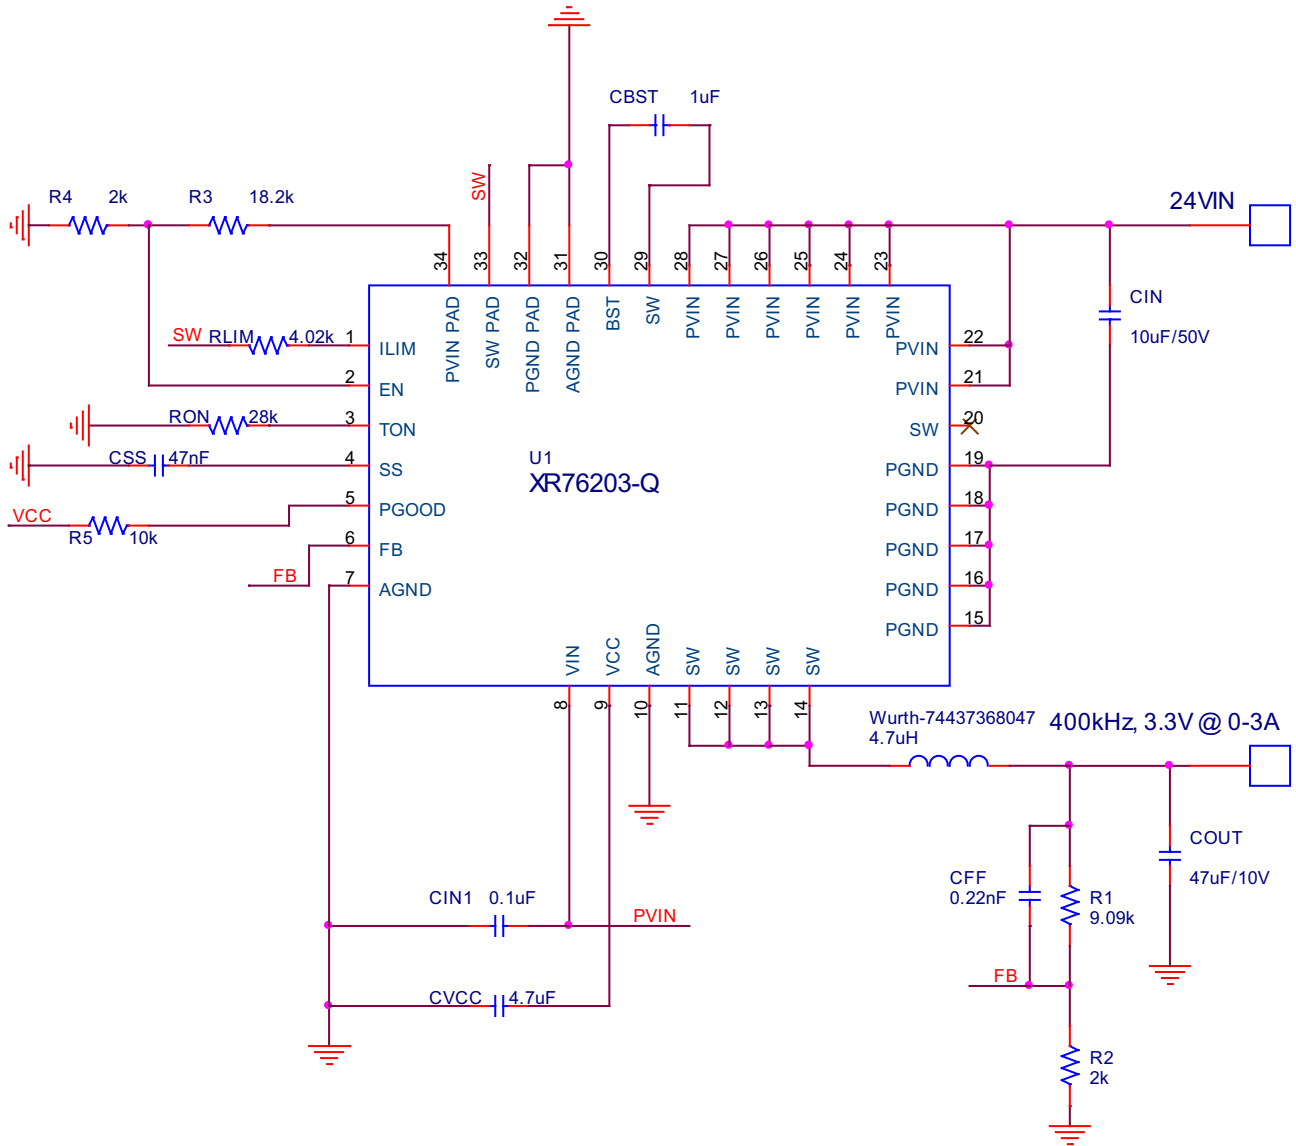 CBST 1uF
SW
R4 2k R3 18.2k
24VIN
34 33 32 31 30 29 28 27 26 25 24 23
PVIN PAD
SW PAD
PGND PAD
AGND PAD
BST
SW
PVIN
PVIN
PVIN
PVIN
PVIN
PVIN
CIN
10uF/50V
SW RLIM 4.02k 1 ILIM
PVIN 22
2 EN
PVIN 21
RON 28k 3 TON
SW 20
CSS 47nF 4 SS
PGND 19
U1
XR76203-Q
5 PGOOD
PGND 18
VCC
R5 10k
6 FB
PGND 17
FB
7 AGND
PGND 16
PGND 15
VIN
VCC
AGND
SW
SW
SW
SW
8 9 10 11 12 13 14
Wurth-74437368047
4.7uH
400kHz, 3.3V @ 0-3A
COUT
47uF/10V
CFF
0.22nF
R1
9.09k
CIN1 0.1uF
PVIN
FB
CVCC 4.7uF
R2
2k